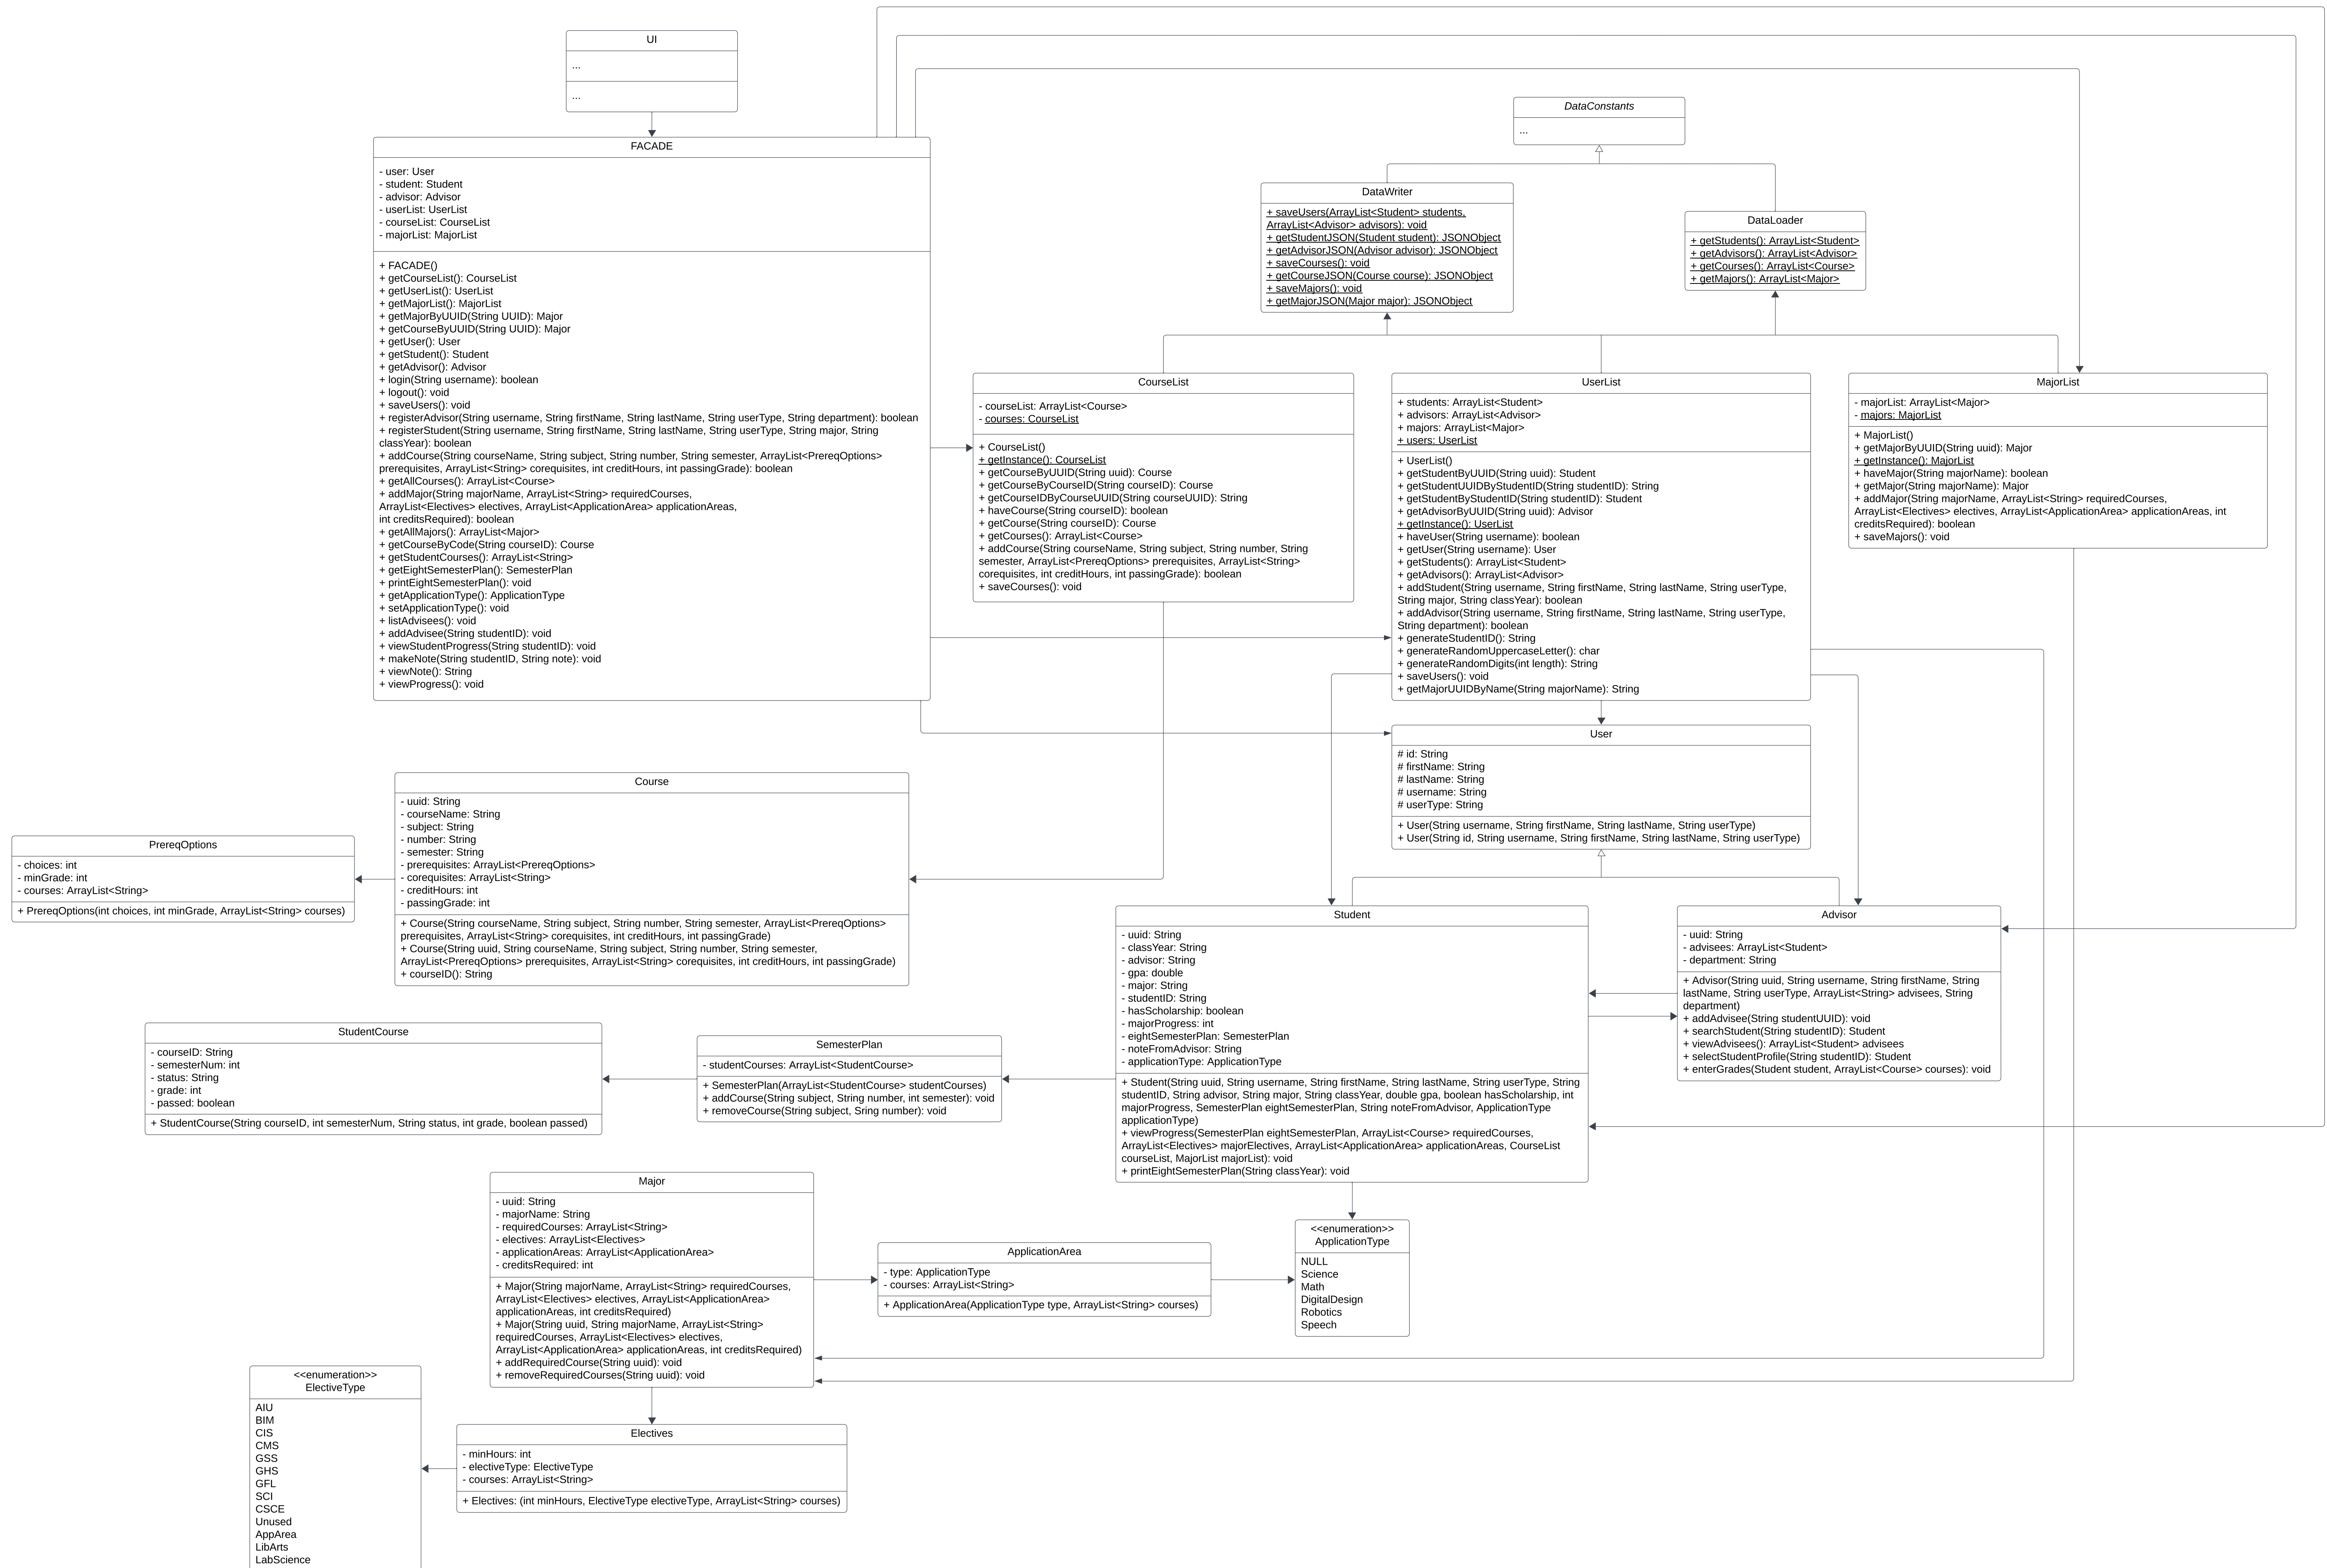 UI
...
...
FACADE
- user: User
- student: Student
- advisor: Advisor
- userList: UserList
- courseList: CourseList
- majorList: MajorList
+ FACADE()
+ getCourseList(): CourseList
+ getUserList(): UserList
+ getMajorList(): MajorList
+ getMajorByUUID(String UUID): Major
+ getCourseByUUID(String UUID): Major
+ getUser(): User
+ getStudent(): Student
+ getAdvisor(): Advisor
+ login(String username): boolean
+ logout(): void
+ saveUsers(): void
+ registerAdvisor(String username, String firstName, String lastName, String userType, String department): boolean
+ registerStudent(String username, String firstName, String lastName, String userType, String major, String
classYear): boolean
+ addCourse(String courseName, String subject, String number, String semester, ArrayList<PrereqOptions>
prerequisites, ArrayList<String> corequisites, int creditHours, int passingGrade): boolean
+ getAllCourses(): ArrayList<Course>
+ addMajor(String majorName, ArrayList<String> requiredCourses,
ArrayList<Electives> electives, ArrayList<ApplicationArea> applicationAreas,
int creditsRequired): boolean
+ getAllMajors(): ArrayList<Major>
+ getCourseByCode(String courseID): Course
+ getStudentCourses(): ArrayList<String>
+ getEightSemesterPlan(): SemesterPlan
+ printEightSemesterPlan(): void
+ getApplicationType(): ApplicationType
+ setApplicationType(): void
+ listAdvisees(): void
+ addAdvisee(String studentID): void
+ viewStudentProgress(String studentID): void
+ makeNote(String studentID, String note): void
+ viewNote(): String
+ viewProgress(): void
DataConstants
...
DataWriter
+ saveUsers(ArrayList<Student> students,
ArrayList<Advisor> advisors): void
+ getStudentJSON(Student student): JSONObject
+ getAdvisorJSON(Advisor advisor): JSONObject
+ saveCourses(): void
+ getCourseJSON(Course course): JSONObject
+ saveMajors(): void
+ getMajorJSON(Major major): JSONObject
DataLoader
+ getStudents(): ArrayList<Student>
+ getAdvisors(): ArrayList<Advisor>
+ getCourses(): ArrayList<Course>
+ getMajors(): ArrayList<Major>
CourseList
- courseList: ArrayList<Course>
- courses: CourseList
+ CourseList()
+ getInstance(): CourseList
+ getCourseByUUID(String uuid): Course
+ getCourseByCourseID(String courseID): Course
+ getCourseIDByCourseUUID(String courseUUID): String
+ haveCourse(String courseID): boolean
+ getCourse(String courseID): Course
+ getCourses(): ArrayList<Course>
+ addCourse(String courseName, String subject, String number, String
semester, ArrayList<PrereqOptions> prerequisites, ArrayList<String>
corequisites, int creditHours, int passingGrade): boolean
+ saveCourses(): void
UserList
+ students: ArrayList<Student>
+ advisors: ArrayList<Advisor>
+ majors: ArrayList<Major>
+ users: UserList
+ UserList()
+ getStudentByUUID(String uuid): Student
+ getStudentUUIDByStudentID(String studentID): String
+ getStudentByStudentID(String studentID): Student
+ getAdvisorByUUID(String uuid): Advisor
+ getInstance(): UserList
+ haveUser(String username): boolean
+ getUser(String username): User
+ getStudents(): ArrayList<Student>
+ getAdvisors(): ArrayList<Advisor>
+ addStudent(String username, String firstName, String lastName, String userType,
String major, String classYear): boolean
+ addAdvisor(String username, String firstName, String lastName, String userType,
String department): boolean
+ generateStudentID(): String
+ generateRandomUppercaseLetter(): char
+ generateRandomDigits(int length): String
+ saveUsers(): void
+ getMajorUUIDByName(String majorName): String
MajorList
- majorList: ArrayList<Major>
- majors: MajorList
+ MajorList()
+ getMajorByUUID(String uuid): Major
+ getInstance(): MajorList
+ haveMajor(String majorName): boolean
+ getMajor(String majorName): Major
+ addMajor(String majorName, ArrayList<String> requiredCourses,
ArrayList<Electives> electives, ArrayList<ApplicationArea> applicationAreas, int
creditsRequired): boolean
+ saveMajors(): void
User
# id: String
# firstName: String
# lastName: String
# username: String
# userType: String
+ User(String username, String firstName, String lastName, String userType)
+ User(String id, String username, String firstName, String lastName, String userType)
Course
- uuid: String
- courseName: String
- subject: String
- number: String
- semester: String
- prerequisites: ArrayList<PrereqOptions>
- corequisites: ArrayList<String>
- creditHours: int
- passingGrade: int
+ Course(String courseName, String subject, String number, String semester, ArrayList<PrereqOptions>
prerequisites, ArrayList<String> corequisites, int creditHours, int passingGrade)
+ Course(String uuid, String courseName, String subject, String number, String semester,
ArrayList<PrereqOptions> prerequisites, ArrayList<String> corequisites, int creditHours, int passingGrade)
+ courseID(): String
PrereqOptions
- choices: int
- minGrade: int
- courses: ArrayList<String>
+ PrereqOptions(int choices, int minGrade, ArrayList<String> courses)
Student
- uuid: String
- classYear: String
- advisor: String
- gpa: double
- major: String
- studentID: String
- hasScholarship: boolean
- majorProgress: int
- eightSemesterPlan: SemesterPlan
- noteFromAdvisor: String
- applicationType: ApplicationType
+ Student(String uuid, String username, String firstName, String lastName, String userType, String
studentID, String advisor, String major, String classYear, double gpa, boolean hasScholarship, int
majorProgress, SemesterPlan eightSemesterPlan, String noteFromAdvisor, ApplicationType
applicationType)
+ viewProgress(SemesterPlan eightSemesterPlan, ArrayList<Course> requiredCourses,
ArrayList<Electives> majorElectives, ArrayList<ApplicationArea> applicationAreas, CourseList
courseList, MajorList majorList): void
+ printEightSemesterPlan(String classYear): void
Advisor
- uuid: String
- advisees: ArrayList<Student>
- department: String
+ Advisor(String uuid, String username, String firstName, String
lastName, String userType, ArrayList<String> advisees, String
department)
+ addAdvisee(String studentUUID): void
+ searchStudent(String studentID): Student
+ viewAdvisees(): ArrayList<Student> advisees
+ selectStudentProfile(String studentID): Student
+ enterGrades(Student student, ArrayList<Course> courses): void
StudentCourse
- courseID: String
- semesterNum: int
- status: String
- grade: int
- passed: boolean
+ StudentCourse(String courseID, int semesterNum, String status, int grade, boolean passed)
SemesterPlan
- studentCourses: ArrayList<StudentCourse>
+ SemesterPlan(ArrayList<StudentCourse> studentCourses)
+ addCourse(String subject, String number, int semester): void
+ removeCourse(String subject, Sring number): void
Major
- uuid: String
- majorName: String
- requiredCourses: ArrayList<String>
- electives: ArrayList<Electives>
- applicationAreas: ArrayList<ApplicationArea>
- creditsRequired: int
+ Major(String majorName, ArrayList<String> requiredCourses,
ArrayList<Electives> electives, ArrayList<ApplicationArea>
applicationAreas, int creditsRequired)
+ Major(String uuid, String majorName, ArrayList<String>
requiredCourses, ArrayList<Electives> electives,
ArrayList<ApplicationArea> applicationAreas, int creditsRequired)
+ addRequiredCourse(String uuid): void
+ removeRequiredCourses(String uuid): void
ApplicationArea
- type: ApplicationType
- courses: ArrayList<String>
+ ApplicationArea(ApplicationType type, ArrayList<String> courses)
<<enumeration>>
ApplicationType
NULL
Science
Math
DigitalDesign
Robotics
Speech
<<enumeration>>
ElectiveType
AIU
BIM
CIS
CMS
GSS
GHS
GFL
SCI
CSCE
Unused
AppArea
LibArts
LabScience
Electives
- minHours: int
- electiveType: ElectiveType
- courses: ArrayList<String>
+ Electives: (int minHours, ElectiveType electiveType, ArrayList<String> courses)